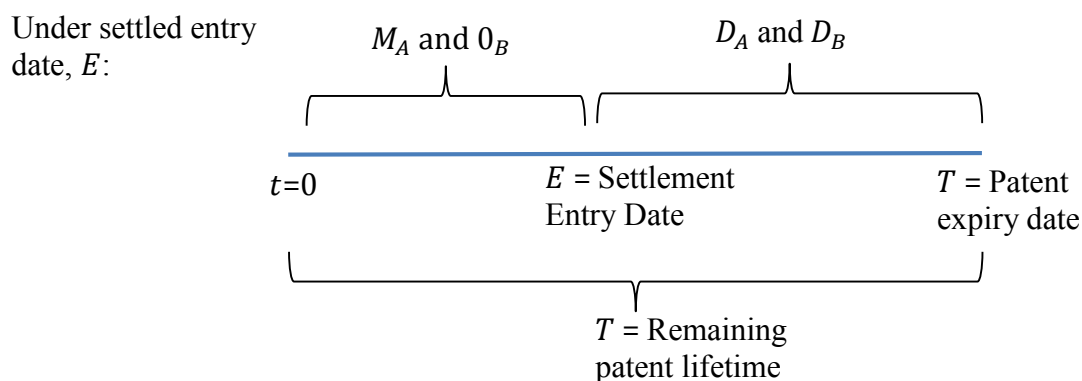 Under settled entry
date, E:
M_A and 0_B
D_A and D_B
t=0
E = Settlement
Entry Date
T = Patent
expiry date
T = Remaining
patent lifetime